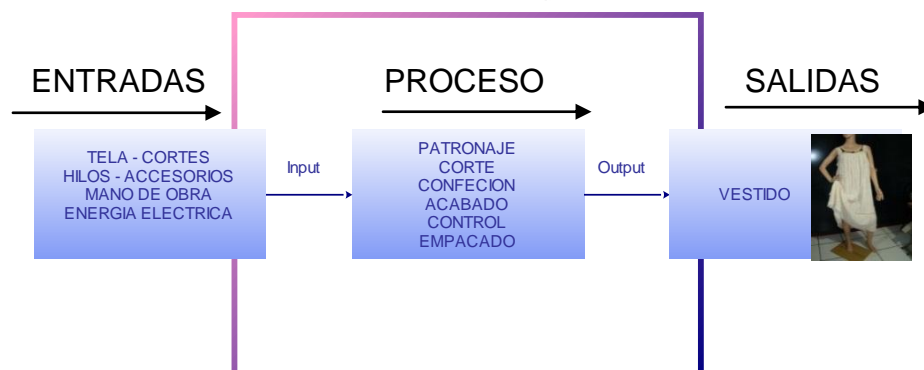 ENTRADAS
PROCESO
SALIDAS
TELA - CORTES
HILOS - ACCESORIOS
MANO DE OBRA
ENERGIA ELECTRICA
Input
PATRONAJE
CORTE
CONFECION
ACABADO
CONTROL
EMPACADO
Output
VESTIDO